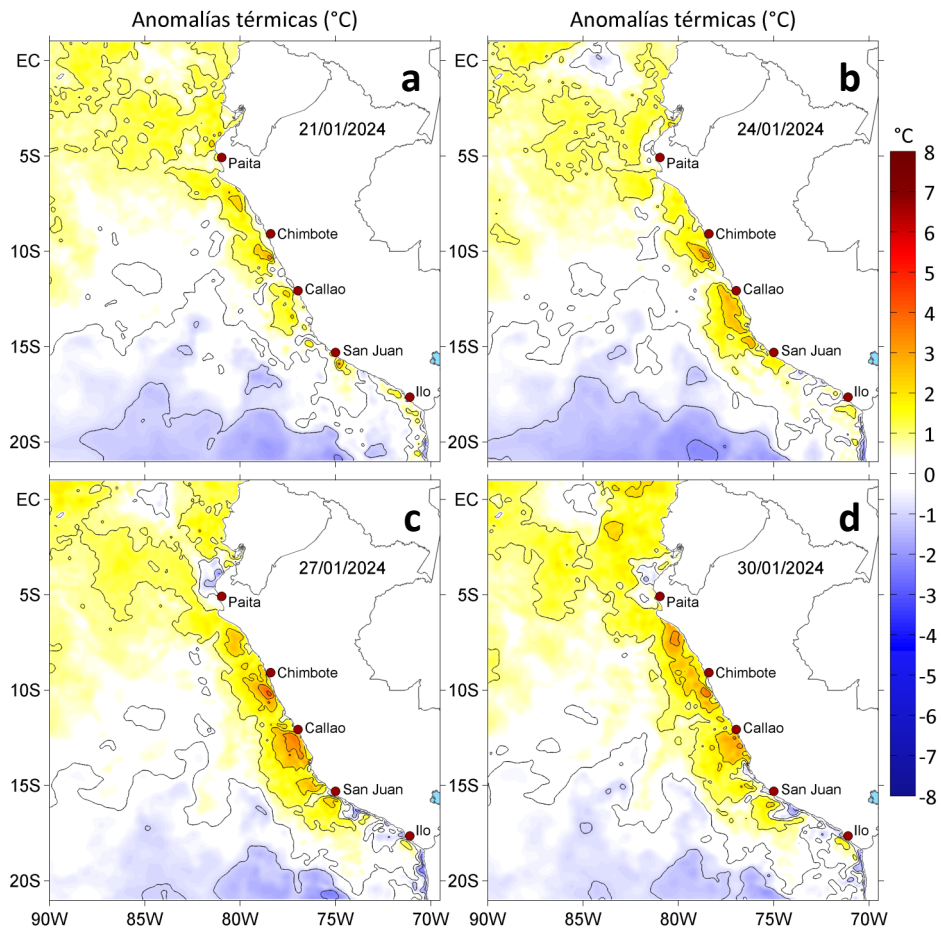 Anomalías térmicas (°C)
Anomalías térmicas (°C)
EC
5S
10S
15S
20S
a
21/01/2024
Paita
Chimbote
Callao
San Juan
Ilo
EC
5S
10S
15S
20S
b
24/01/2024
Paita
Chimbote
Callao
San Juan
Ilo
°C
8
7
6
5
4
3
2
1
0
-1
-2
-3
-4
-5
-6
-7
-8
EC
5S
10S
15S
20S
c
27/01/2024
Paita
Chimbote
Callao
San Juan
Ilo
90W
85W
80W
75W
70W
EC
5S
10S
15S
20S
d
30/01/2024
Paita
Chimbote
Callao
San Juan
Ilo
90W
85W
80W
75W
70W